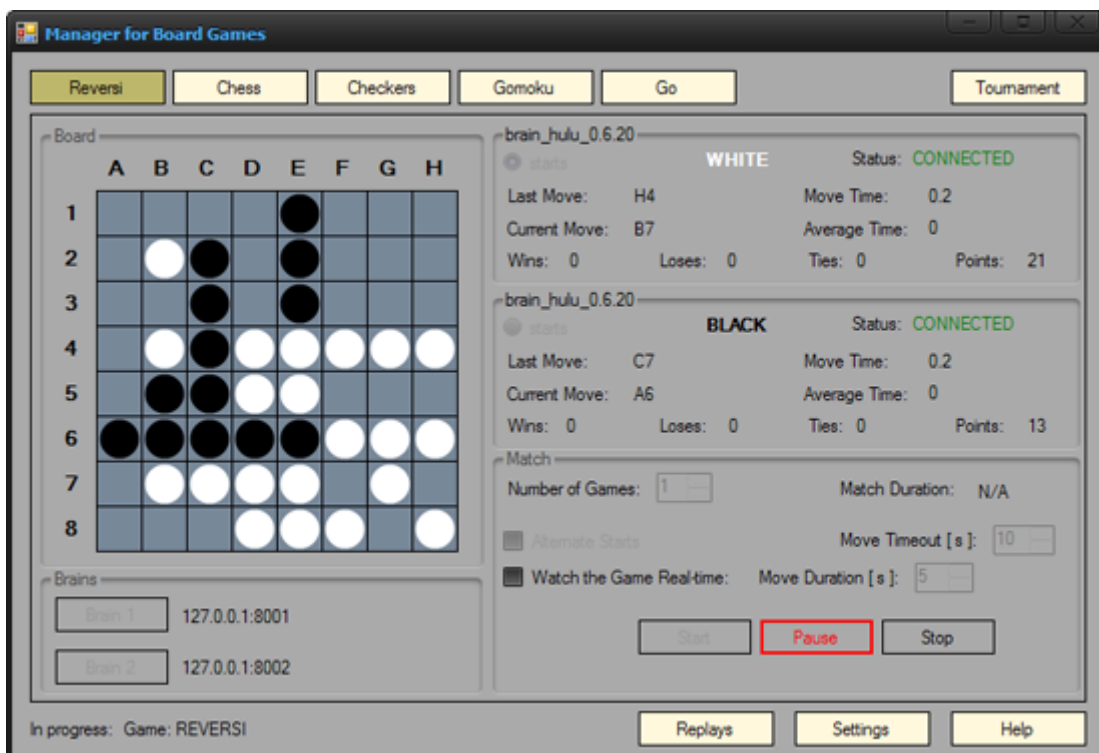 Manager for Board Games
Reversi Chess Checkers Gomoku Go Tournament
Board
A B C D E F G H
1
2
3
4
5
6
7
8
Brains
Brain 1 127.0.0.1:8001
Brain 2 127.0.0.1:8002
brain_hulu_0.6.20
starts WHITE Status: CONNECTED
Last Move: H4 Move Time: 0.2
Current Move: B7 Average Time: 0
Wins: 0 Loses: 0 Ties: 0 Points: 21
brain_hulu_0.6.20
starts BLACK Status: CONNECTED
Last Move: C7 Move Time: 0.2
Current Move: A6 Average Time: 0
Wins: 0 Loses: 0 Ties: 0 Points: 13
Match
Number of Games: 1 Match Duration: N/A
Alternate Starts Move Timeout [ s ]: 10
Watch the Game Real-time: Move Duration [ s ]: 5
Start Pause Stop
In progress: Game: REVERSI Replays Settings Help